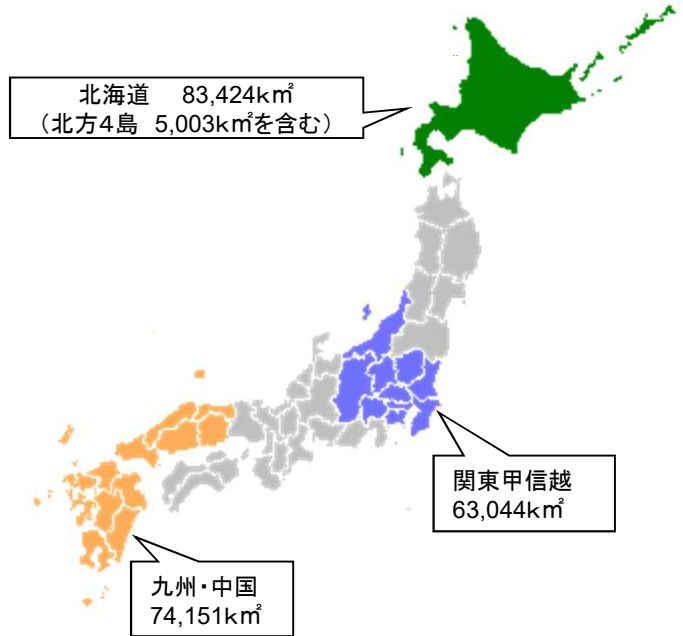 北海道　 83,424k㎡
（北方4島 5,003k㎡を含む）
関東甲信越
63,044k㎡
九州・中国
74,151k㎡